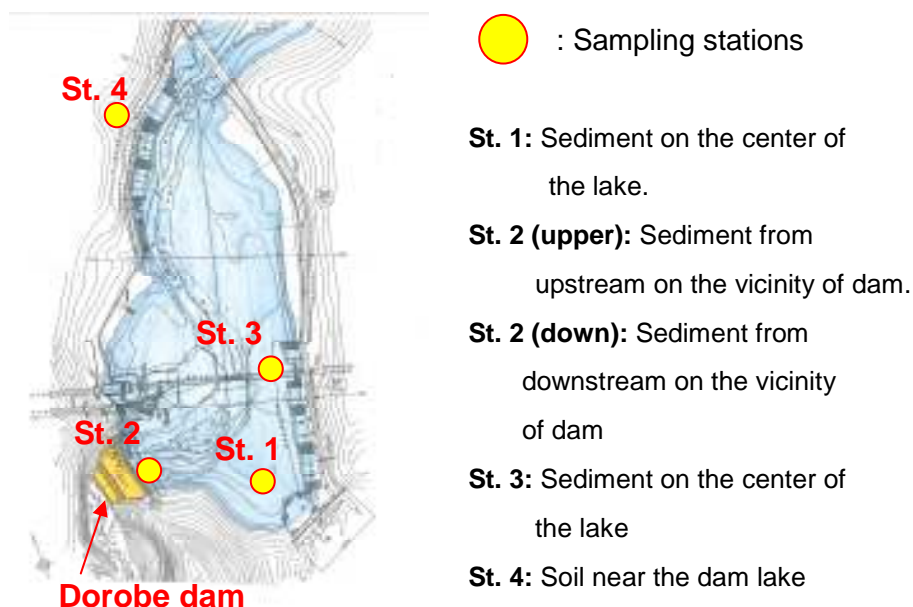 : Sampling stations
St. 4
St. 3
St. 2
St. 1
Dorobe dam
St. 1: Sediment on the center of
the lake.
St. 2 (upper): Sediment from
upstream on the vicinity of dam.
St. 2 (down): Sediment from
downstream on the vicinity
of dam
St. 3: Sediment on the center of
the lake
St. 4: Soil near the dam lake